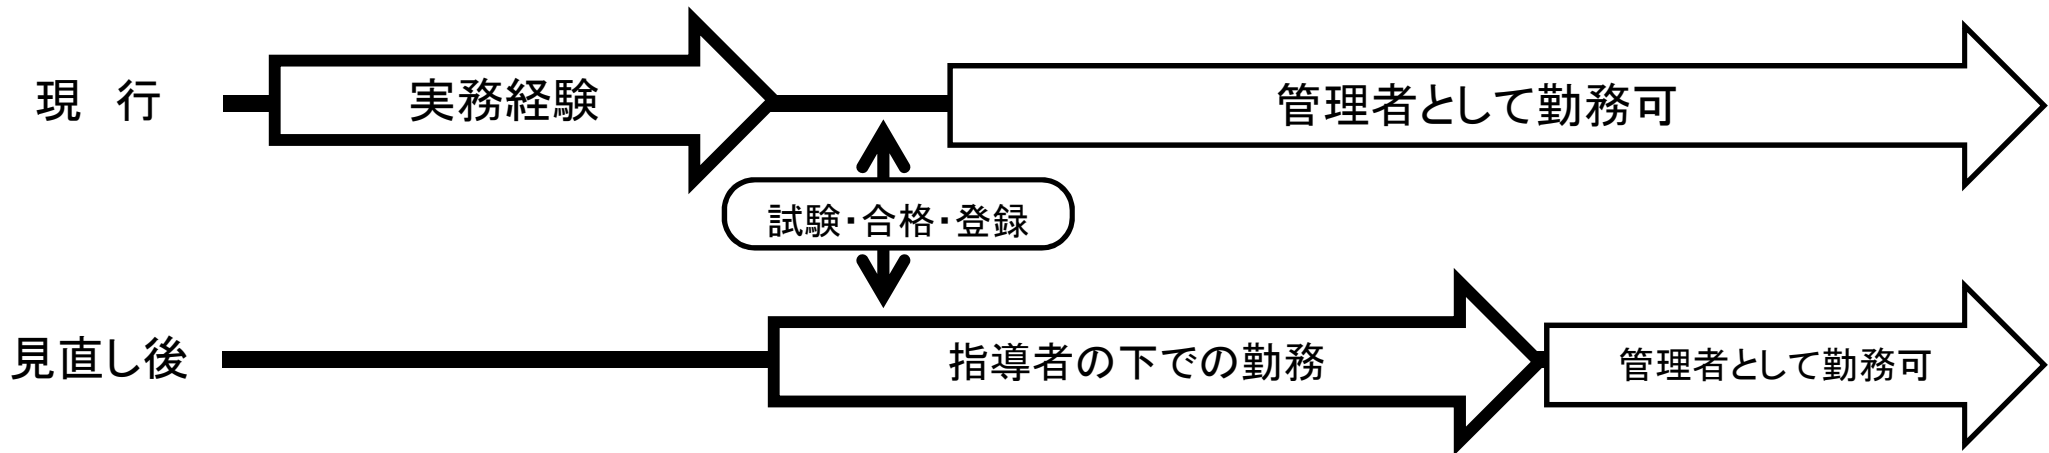 現 行
実務経験
管理者として勤務可
試験・合格・登録
見直し後
指導者の下での勤務
管理者として勤務可